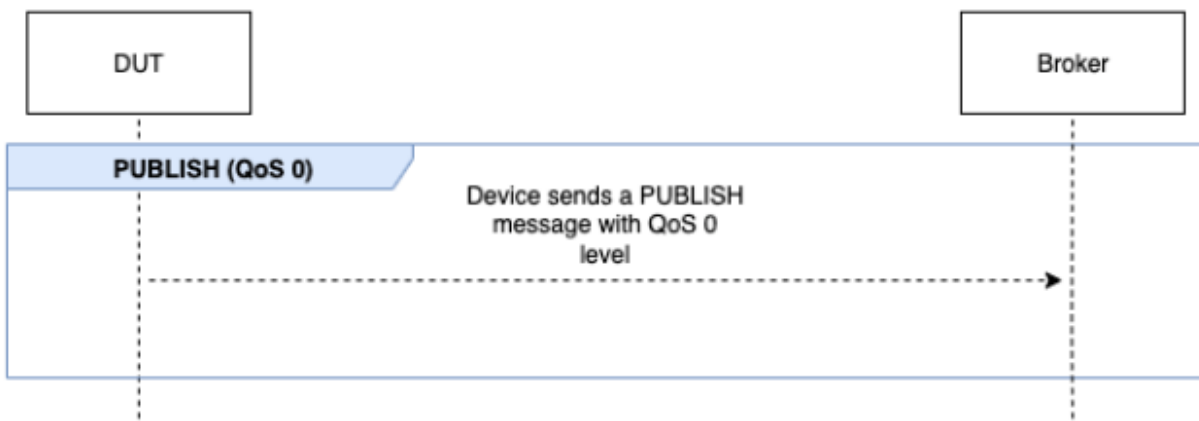 DUT
Broker
PUBLISH (QoS 0)
Device sends a PUBLISH
message with QoS 0
level